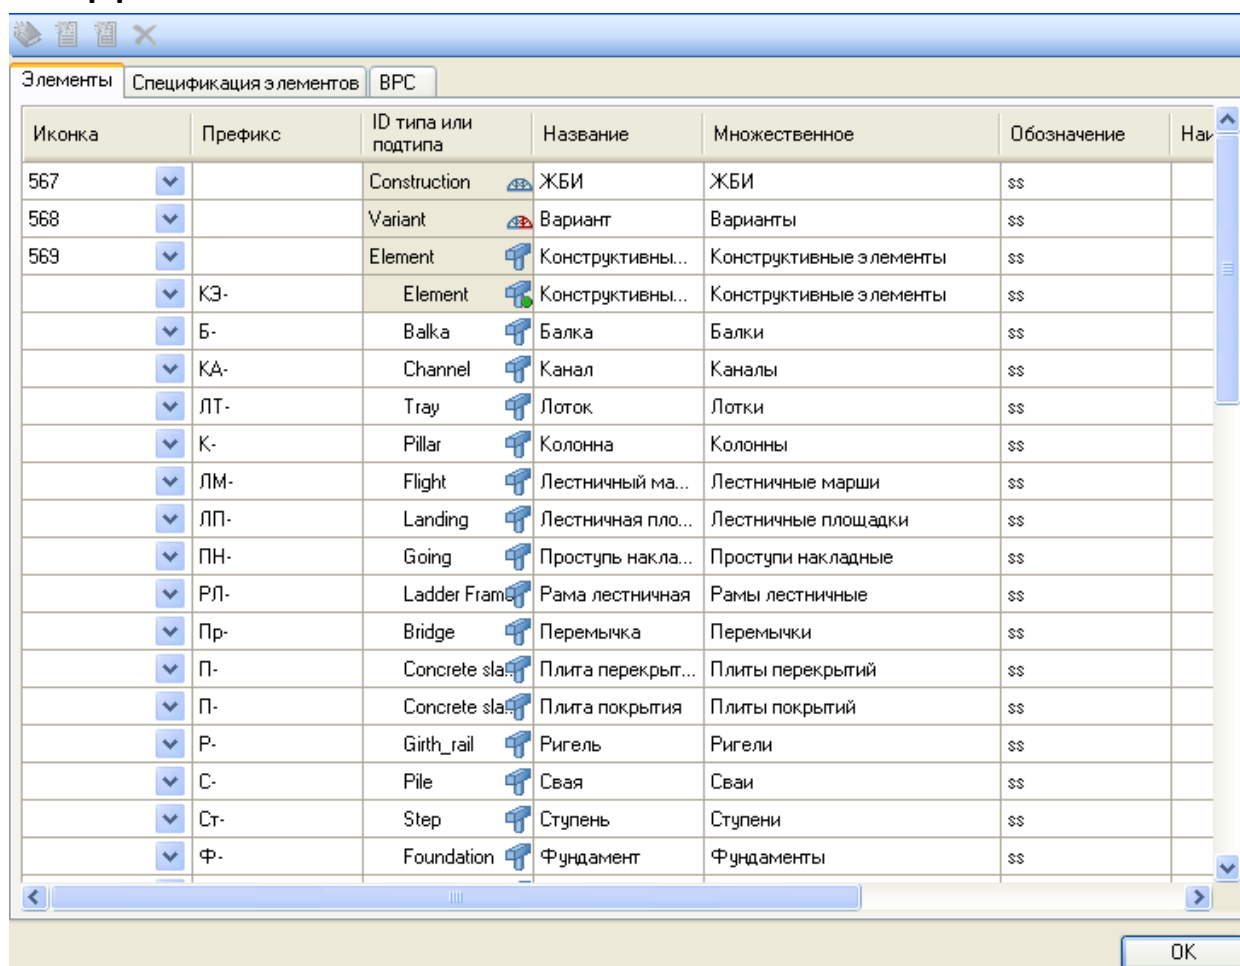 Элементы Спецификация элементов ВРС
Иконка Префикс ID типа или подтипа Название Множественное Обозначение
567 Construction ЖБИ ЖБИ ss
568 Variant Вариант Варианты ss
569 Element Конструктивны... Конструктивные элементы ss
КЭ- Element Конструктивны... Конструктивные элементы ss
Б- Balka Балка Балки ss
КА- Channel Канал Каналы ss
ЛТ- Tray Лоток Лотки ss
К- Pillar Колонна Колонны ss
ЛМ- Flight Лестничный ма... Лестничные марши ss
ЛП- Landing Лестничная пло... Лестничные площадки ss
ПН- Going Проступь накла... Проступи накладные ss
РЛ- Ladder Frame Рама лестничная Рамы лестничные ss
Пр- Bridge Перемычка Перемычки ss
П- Concrete sla... Плита перекрыт... Плиты перекрытий ss
П- Concrete sla... Плита покрытия Плиты покрытий ss
Р- Girth_rail Ригель Ригели ss
С- Pile Свая Сваи ss
Ст- Step Ступень Ступени ss
Ф- Foundation Фундамент Фундаменты ss
OK